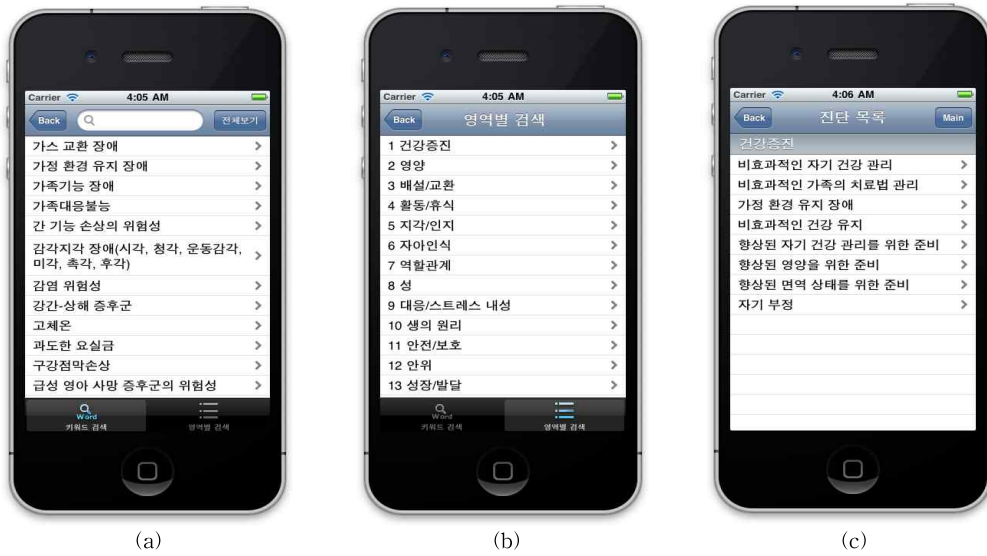 Carrier 4:05 AM
Back 전체보기
가스 교환 장애
가정 환경 유지 장애
가족기능 장애
가족대응불능
간 기능 손상의 위험성
감각지각 장애(시각, 청각, 운동감각,
미각, 촉각, 후각)
감염 위험성
강간-상해 증후군
고체온
과도한 요실금
구강점막손상
급성 영아 사망 증후군의 위험성
Word
키워드 검색 영역별 검색
(a)
Carrier 4:05 AM
Back 영역별 검색
1 건강증진
2 영양
3 배설/교환
4 활동/휴식
5 지각/인지
6 자아인식
7 역할관계
8 성
9 대응/스트레스 내성
10 생의 원리
11 안전/보호
12 안위
13 성장/발달
Word
키워드 검색 영역별 검색
(b)
Carrier 4:06 AM
Back 진단 목록 Main
건강증진
비효과적인 자기 건강 관리
비효과적인 가족의 치료법 관리
가정 환경 유지 장애
비효과적인 건강 유지
향상된 자기 건강 관리를 위한 준비
향상된 영양을 위한 준비
향상된 면역 상태를 위한 준비
자기 부정
(c)